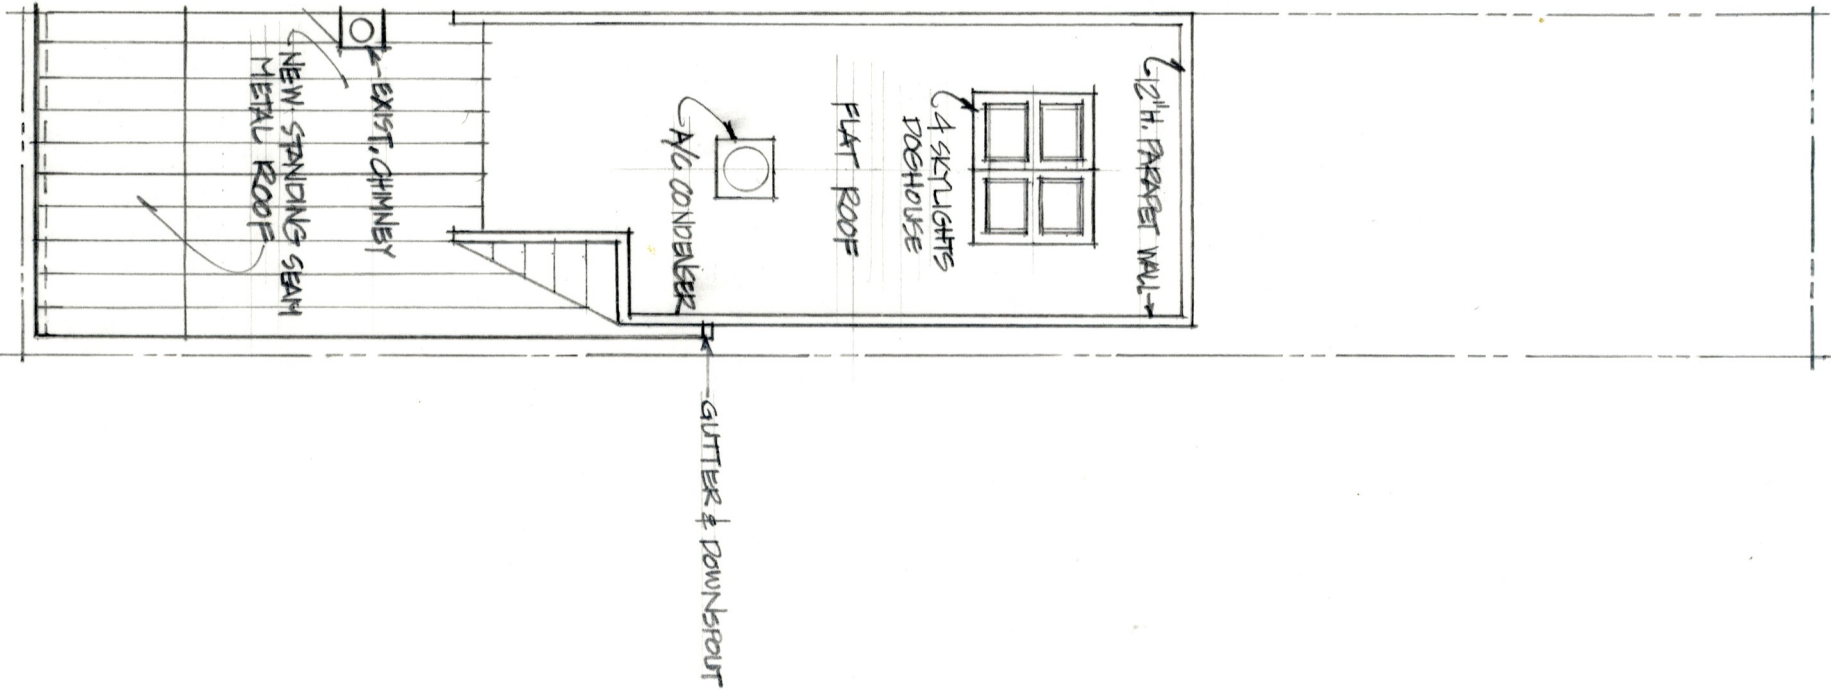 12"H. PARAPET WALL
4 SKYLIGHTS
DOGHOUSE
FLAT ROOF
A/C CONDENSER
GUTTER & DOWNSPOUT
EXIST. CHIMNEY
NEW STANDING SEAM
METAL ROOF